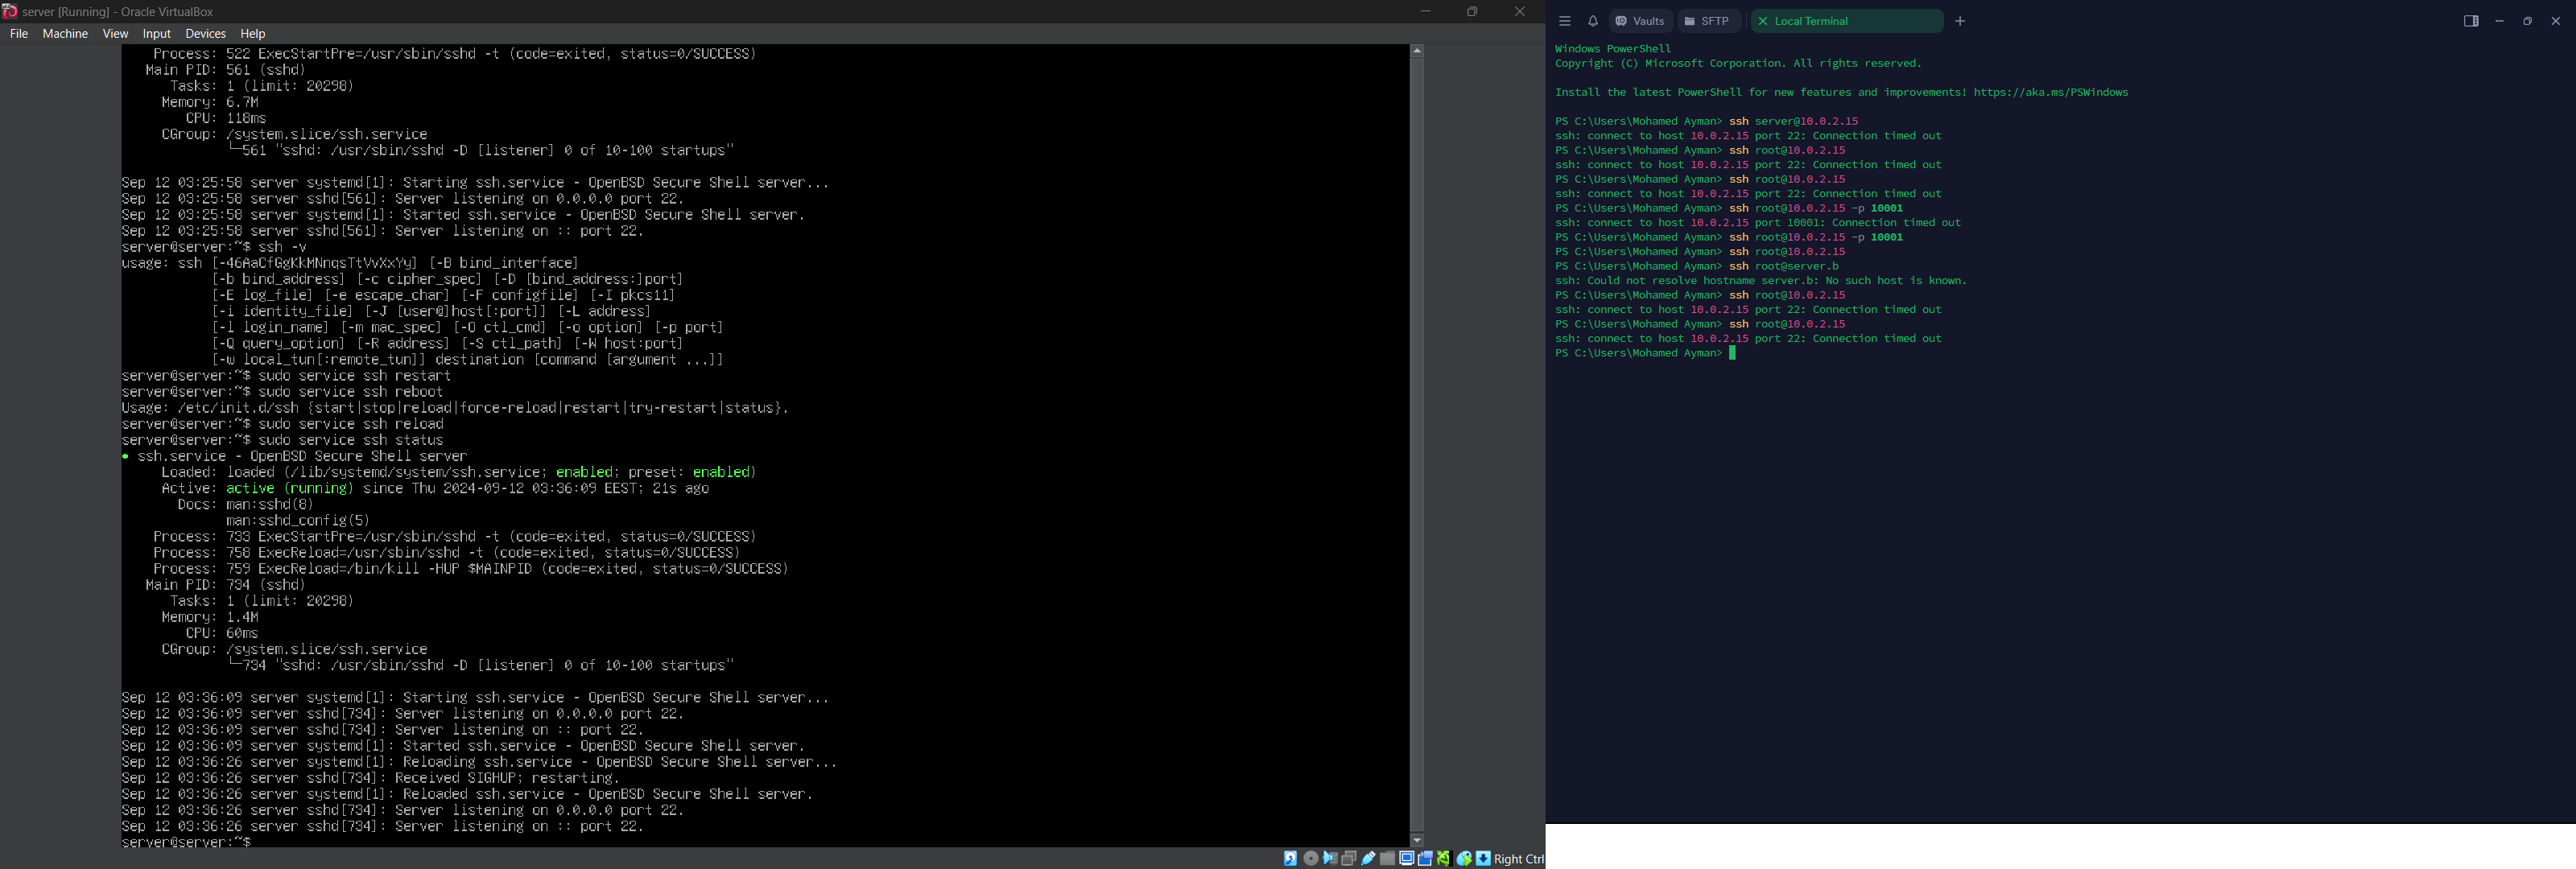 server [Running] - Oracle VirtualBox
File Machine View Input Devices Help
Process: 522 ExecStartPre=/usr/sbin/sshd -t (code=exited, status=0/SUCCESS)
Main PID: 561 (sshd)
Tasks: 1 (limit: 20298)
Memory: 6.7M
CPU: 118ms
CGroup: /system.slice/ssh.service
└─561 "sshd: /usr/sbin/sshd -D [listener] 0 of 10-100 startups"
Sep 12 03:25:58 server systemd[1]: Starting ssh.service - OpenBSD Secure Shell server...
Sep 12 03:25:58 server sshd[561]: Server listening on 0.0.0.0 port 22.
Sep 12 03:25:58 server systemd[1]: Started ssh.service - OpenBSD Secure Shell server.
Sep 12 03:25:58 server sshd[561]: Server listening on :: port 22.
server@server:~$ ssh -v
usage: ssh [-46AaCfGgKkMNnqsTtVvXxYy] [-B bind_interface]
[-b bind_address] [-c cipher_spec] [-D [bind_address:]port]
[-E log_file] [-e escape_char] [-F configfile] [-I pkcs11]
[-i identity_file] [-J [user@]host[:port]] [-L address]
[-l login_name] [-m mac_spec] [-O ctl_cmd] [-o option] [-p port]
[-Q query_option] [-R address] [-S ctl_path] [-W host:port]
[-w local_tun[:remote_tun]] destination [command [argument ...]]
server@server:~$ sudo service ssh restart
server@server:~$ sudo service ssh reboot
Usage: /etc/init.d/ssh {start|stop|reload|force-reload|restart|try-restart|status}.
server@server:~$ sudo service ssh reload
server@server:~$ sudo service ssh status
● ssh.service - OpenBSD Secure Shell server
Loaded: loaded (/lib/systemd/system/ssh.service; enabled; preset: enabled)
Active: active (running) since Thu 2024-09-12 03:36:09 EEST; 21s ago
Docs: man:sshd(8)
man:sshd_config(5)
Process: 733 ExecStartPre=/usr/sbin/sshd -t (code=exited, status=0/SUCCESS)
Process: 758 ExecReload=/usr/sbin/sshd -t (code=exited, status=0/SUCCESS)
Process: 759 ExecReload=/bin/kill -HUP $MAINPID (code=exited, status=0/SUCCESS)
Main PID: 734 (sshd)
Tasks: 1 (limit: 20298)
Memory: 1.4M
CPU: 60ms
CGroup: /system.slice/ssh.service
└─734 "sshd: /usr/sbin/sshd -D [listener] 0 of 10-100 startups"
Sep 12 03:36:09 server systemd[1]: Starting ssh.service - OpenBSD Secure Shell server...
Sep 12 03:36:09 server sshd[734]: Server listening on 0.0.0.0 port 22.
Sep 12 03:36:09 server sshd[734]: Server listening on :: port 22.
Sep 12 03:36:09 server systemd[1]: Started ssh.service - OpenBSD Secure Shell server.
Sep 12 03:36:26 server systemd[1]: Reloading ssh.service - OpenBSD Secure Shell server...
Sep 12 03:36:26 server sshd[734]: Received SIGHUP; restarting.
Sep 12 03:36:26 server systemd[1]: Reloaded ssh.service - OpenBSD Secure Shell server.
Sep 12 03:36:26 server sshd[734]: Server listening on 0.0.0.0 port 22.
Sep 12 03:36:26 server sshd[734]: Server listening on :: port 22.
server@server:~$
Right Ctrl
Vaults SFTP Local Terminal
Windows PowerShell
Copyright (C) Microsoft Corporation. All rights reserved.
Install the latest PowerShell for new features and improvements! https://aka.ms/PSWindows
PS C:\Users\Mohamed Ayman> ssh server@10.0.2.15
ssh: connect to host 10.0.2.15 port 22: Connection timed out
PS C:\Users\Mohamed Ayman> ssh root@10.0.2.15
ssh: connect to host 10.0.2.15 port 22: Connection timed out
PS C:\Users\Mohamed Ayman> ssh root@10.0.2.15
ssh: connect to host 10.0.2.15 port 22: Connection timed out
PS C:\Users\Mohamed Ayman> ssh root@10.0.2.15 -p 10001
ssh: connect to host 10.0.2.15 port 10001: Connection timed out
PS C:\Users\Mohamed Ayman> ssh root@10.0.2.15 -p 10001
PS C:\Users\Mohamed Ayman> ssh root@10.0.2.15
PS C:\Users\Mohamed Ayman> ssh root@server.b
ssh: Could not resolve hostname server.b: No such host is known.
PS C:\Users\Mohamed Ayman> ssh root@10.0.2.15
ssh: connect to host 10.0.2.15 port 22: Connection timed out
PS C:\Users\Mohamed Ayman> ssh root@10.0.2.15
ssh: connect to host 10.0.2.15 port 22: Connection timed out
PS C:\Users\Mohamed Ayman>